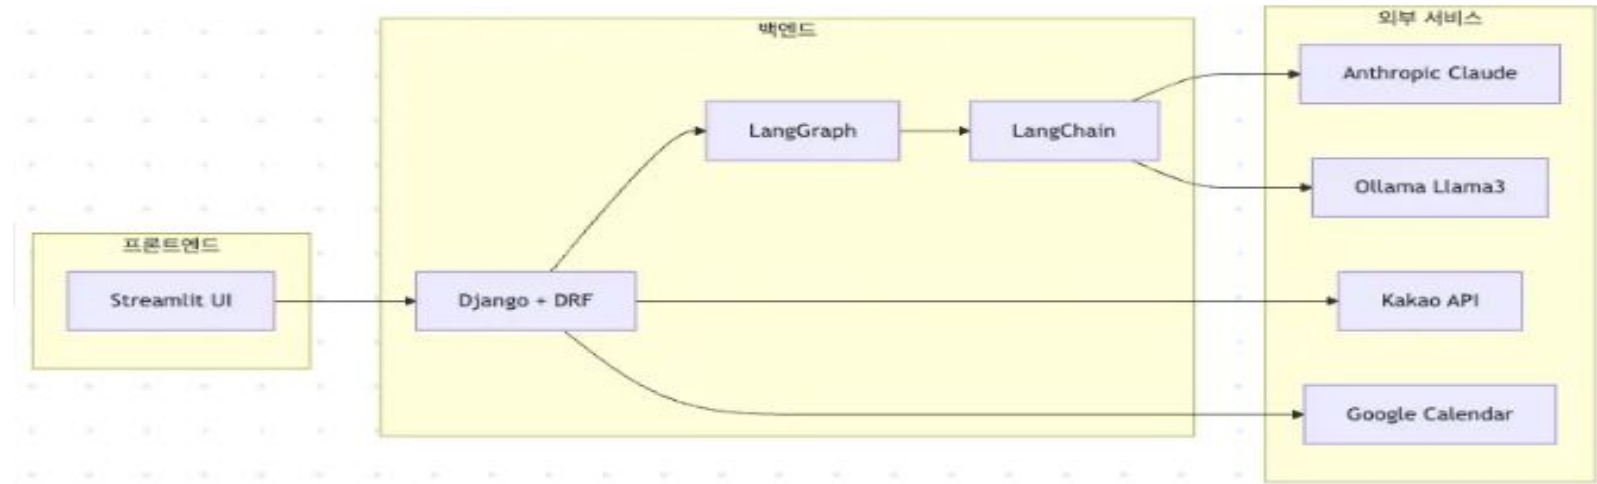 프론트엔드
Streamlit UI
백엔드
Django + DRF
LangGraph
LangChain
외부 서비스
Anthropic Claude
Ollama Llama3
Kakao API
Google Calendar